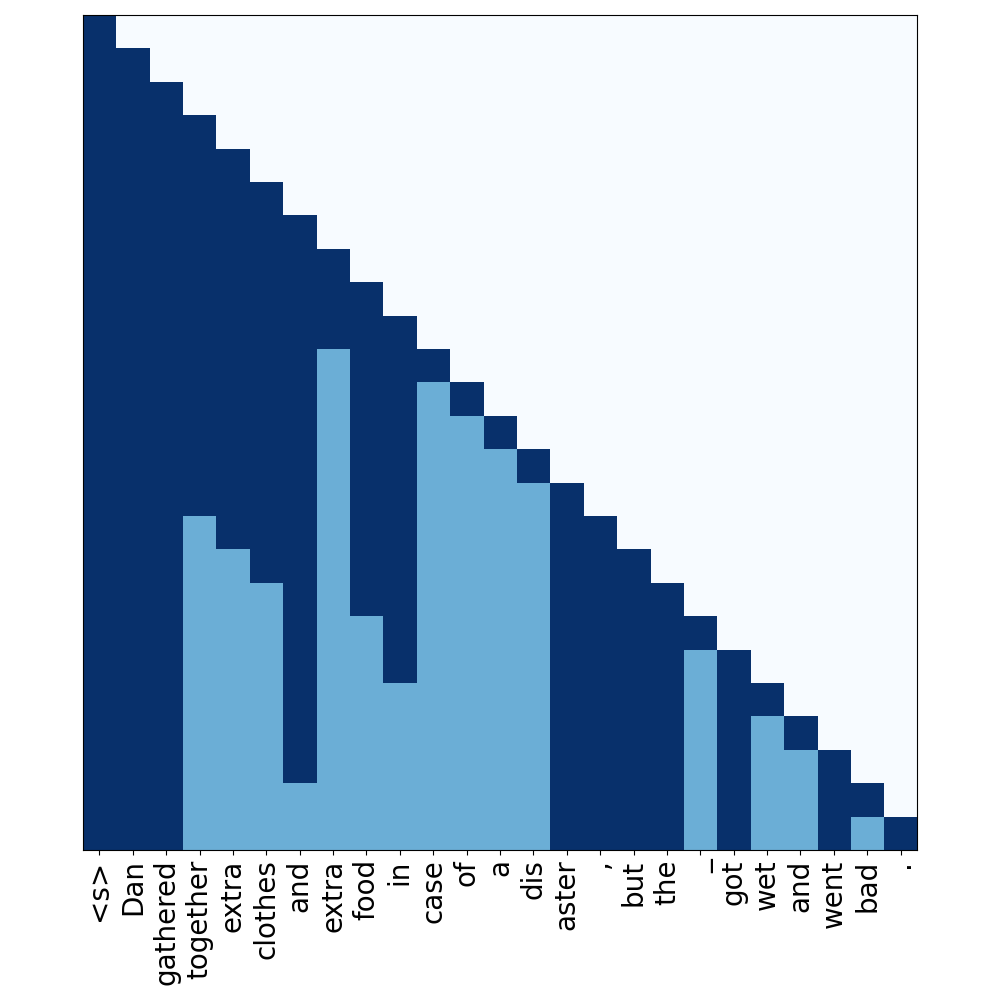 <s> Dan gathered together extra clothes and extra food in case of a dis aster , but the _ got wet and went bad .